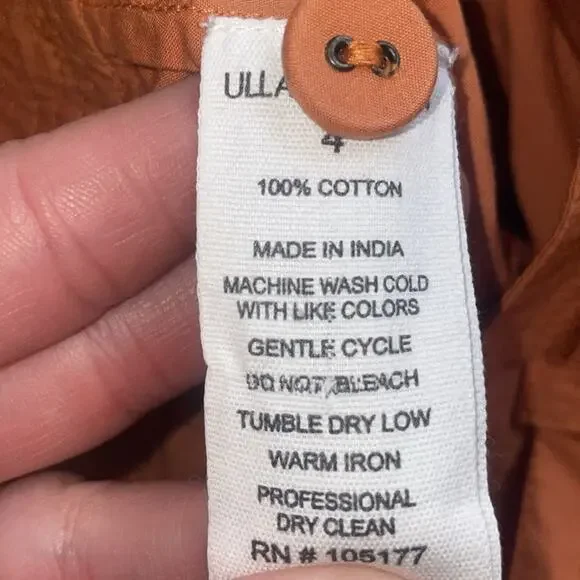 ULLA
4
100% COTTON
MADE IN INDIA
MACHINE WASH COLD
WITH LIKE COLORS
GENTLE CYCLE
DO NOT BLEACH
TUMBLE DRY LOW
WARM IRON
PROFESSIONAL
DRY CLEAN
RN # 105177